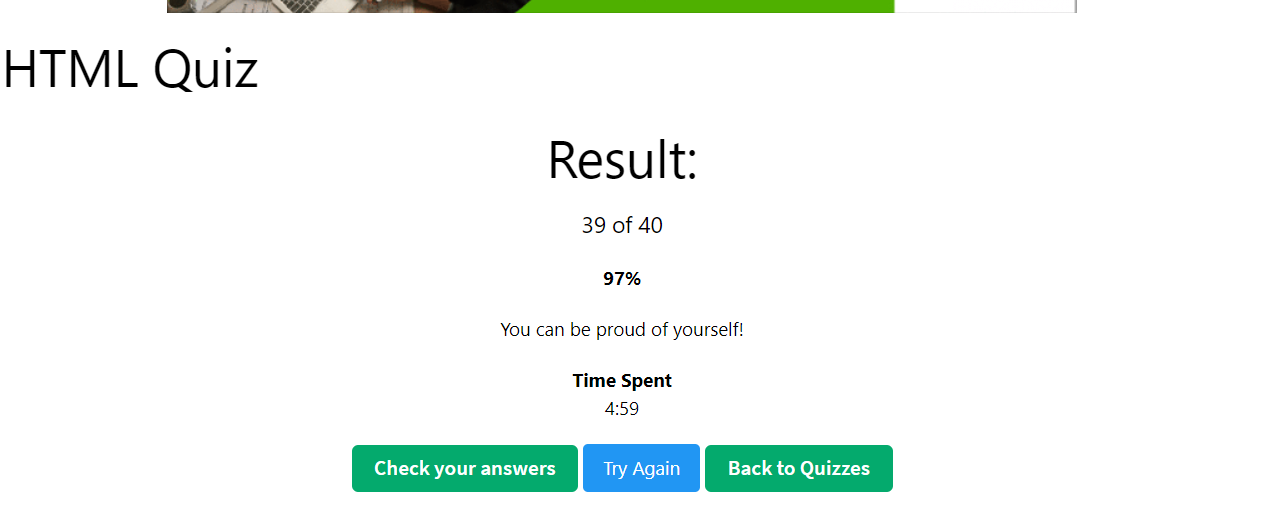 HTML Quiz
Result:
39 of 40
97%
You can be proud of yourself!
Time Spent
4:59
Check your answers Try Again Back to Quizzes